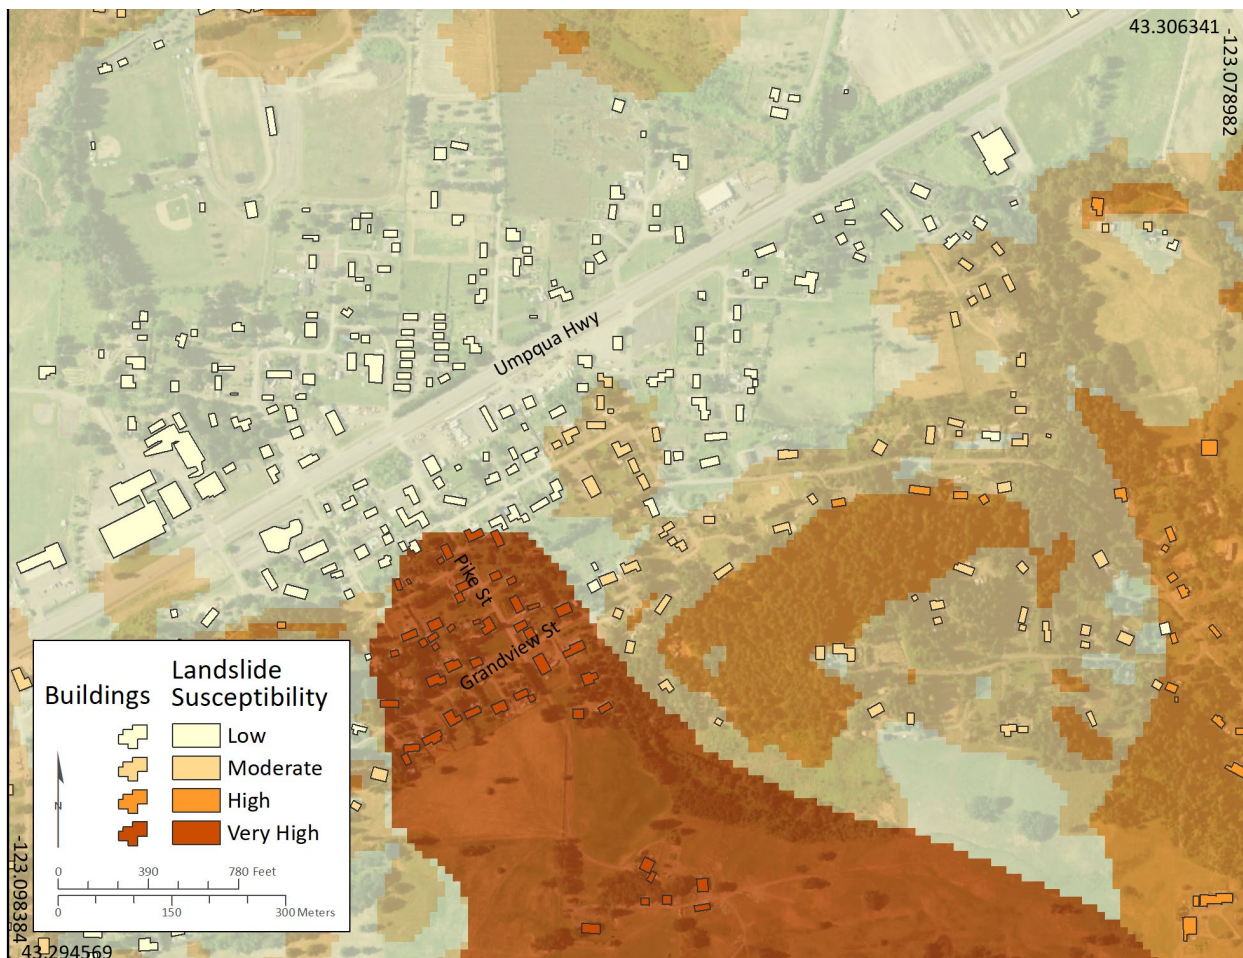 43.306341
-123.078982
Umpqua Hwy
Pike St
Grandview St
Buildings
Landslide
Susceptibility
Low
Moderate
High
Very High
N
0 390 780 Feet
0 150 300 Meters
-123.098384
43.294569